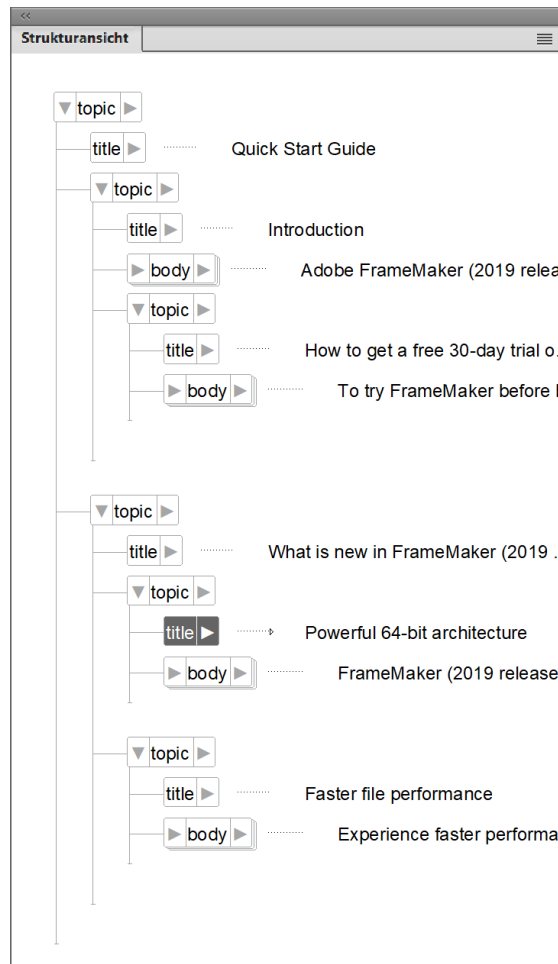 Strukturansicht
topic
title Quick Start Guide
topic
title Introduction
body Adobe FrameMaker (2019
topic
title How to get a free 30-day trial o.
body To try FrameMaker before
topic
title What is new in FrameMaker (2019 .
topic
title Powerful 64-bit architecture
body FrameMaker (2019 release
topic
title Faster file performance
body Experience faster